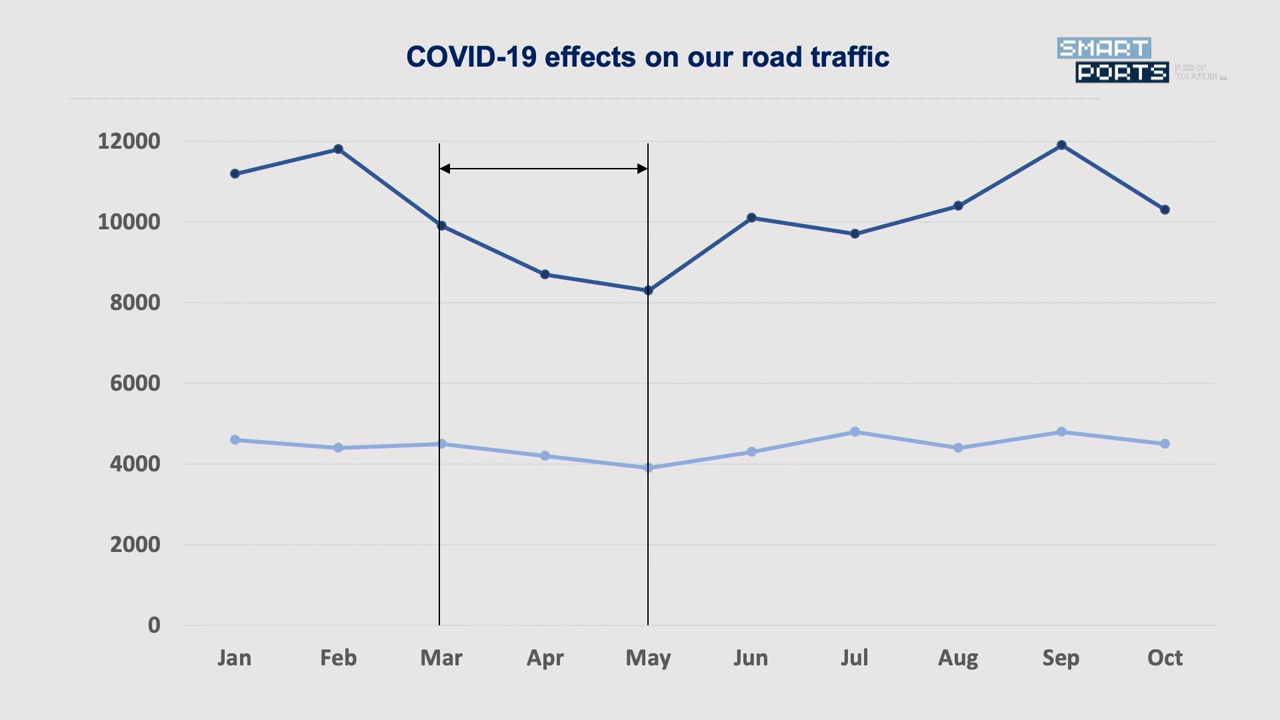 COVID-19 effects on our road traffic
SMART
PORTS
12000
10000
8000
6000
4000
2000
0
Jan Feb Mar Apr May Jun Jul Aug Sep Oct